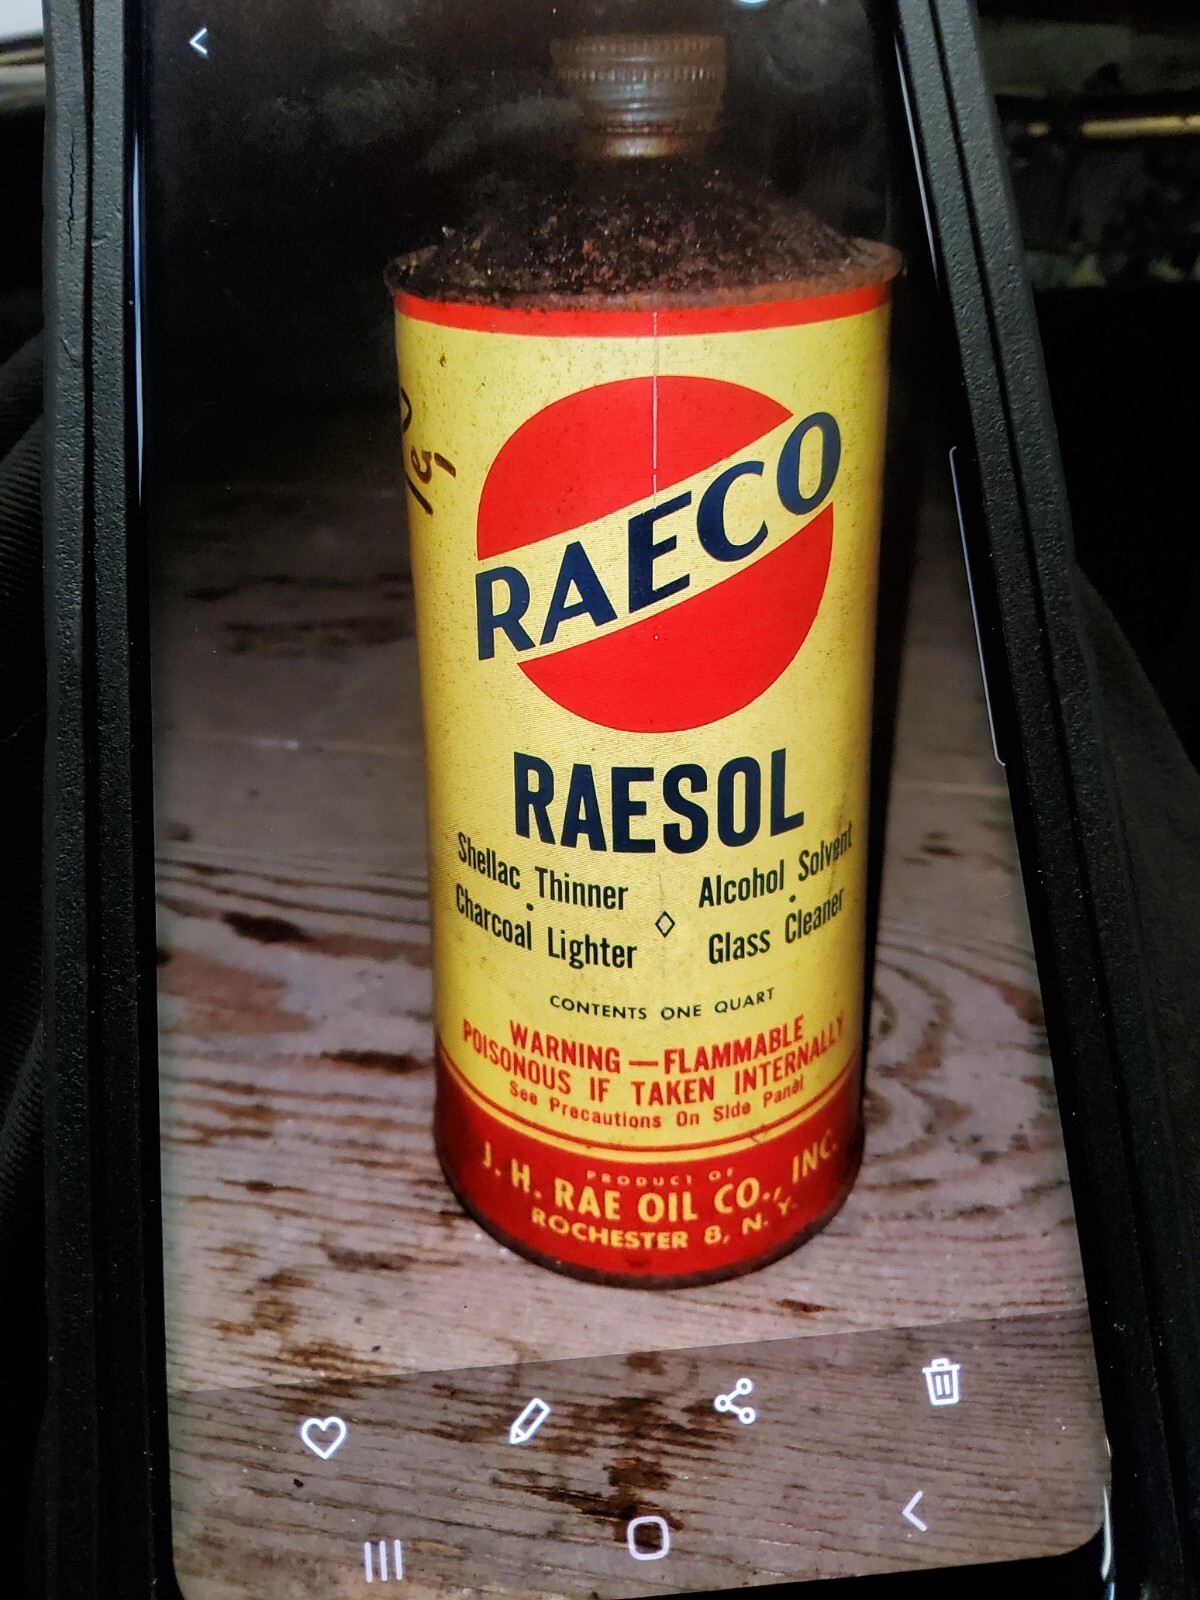 RAECO
RAESOL
Shellac Thinner
Charcoal Lighter
Alcohol Solvent
Glass Cleaner
CONTENTS ONE QUART
WARNING — FLAMMABLE
POISONOUS IF TAKEN INTERNALLY
See Precautions On Side Panel
PRODUCT OF
J. H. RAE OIL CO., INC.
ROCHESTER 8, N. Y.